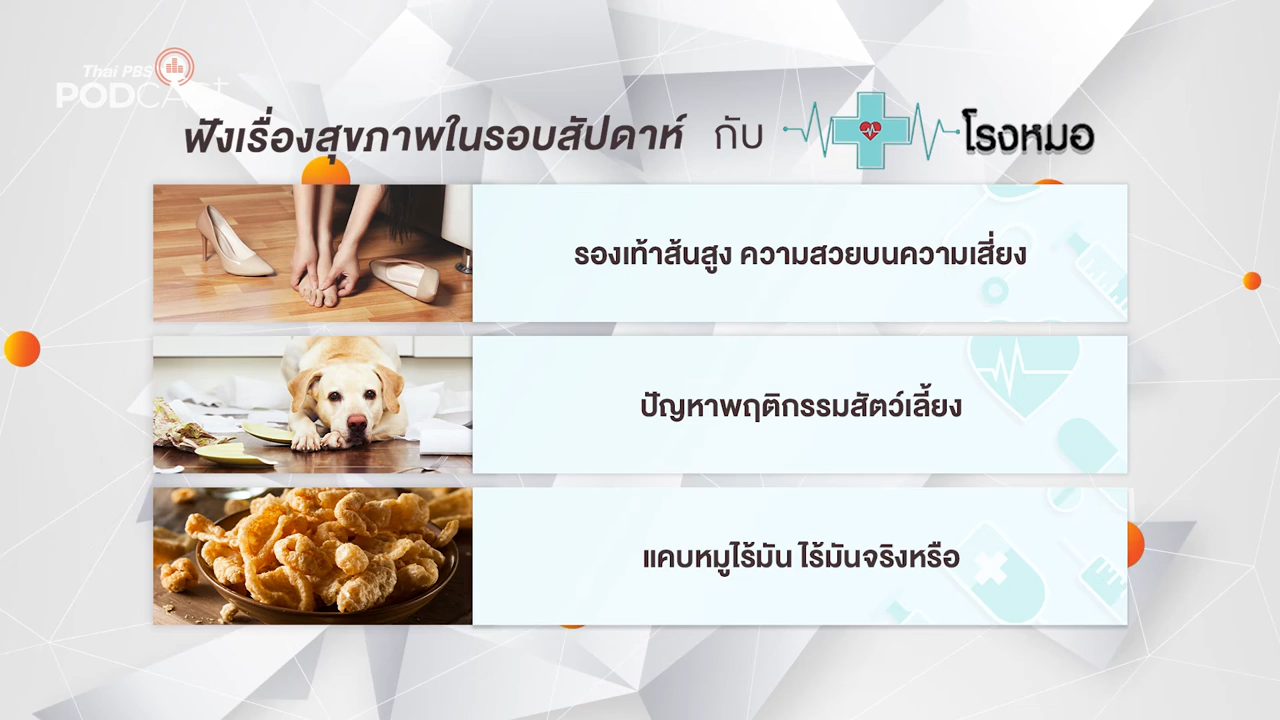 Thai PBS
PODCAST
ฟังเรื่องสุขภาพในรอบสัปดาห์ กับ โรงหมอ
รองเท้าส้นสูง ความสวยบนความเสี่ยง
ปัญหาพฤติกรรมสัตว์เลี้ยง
แคบหมูไร้มัน ไร้มันจริงหรือ